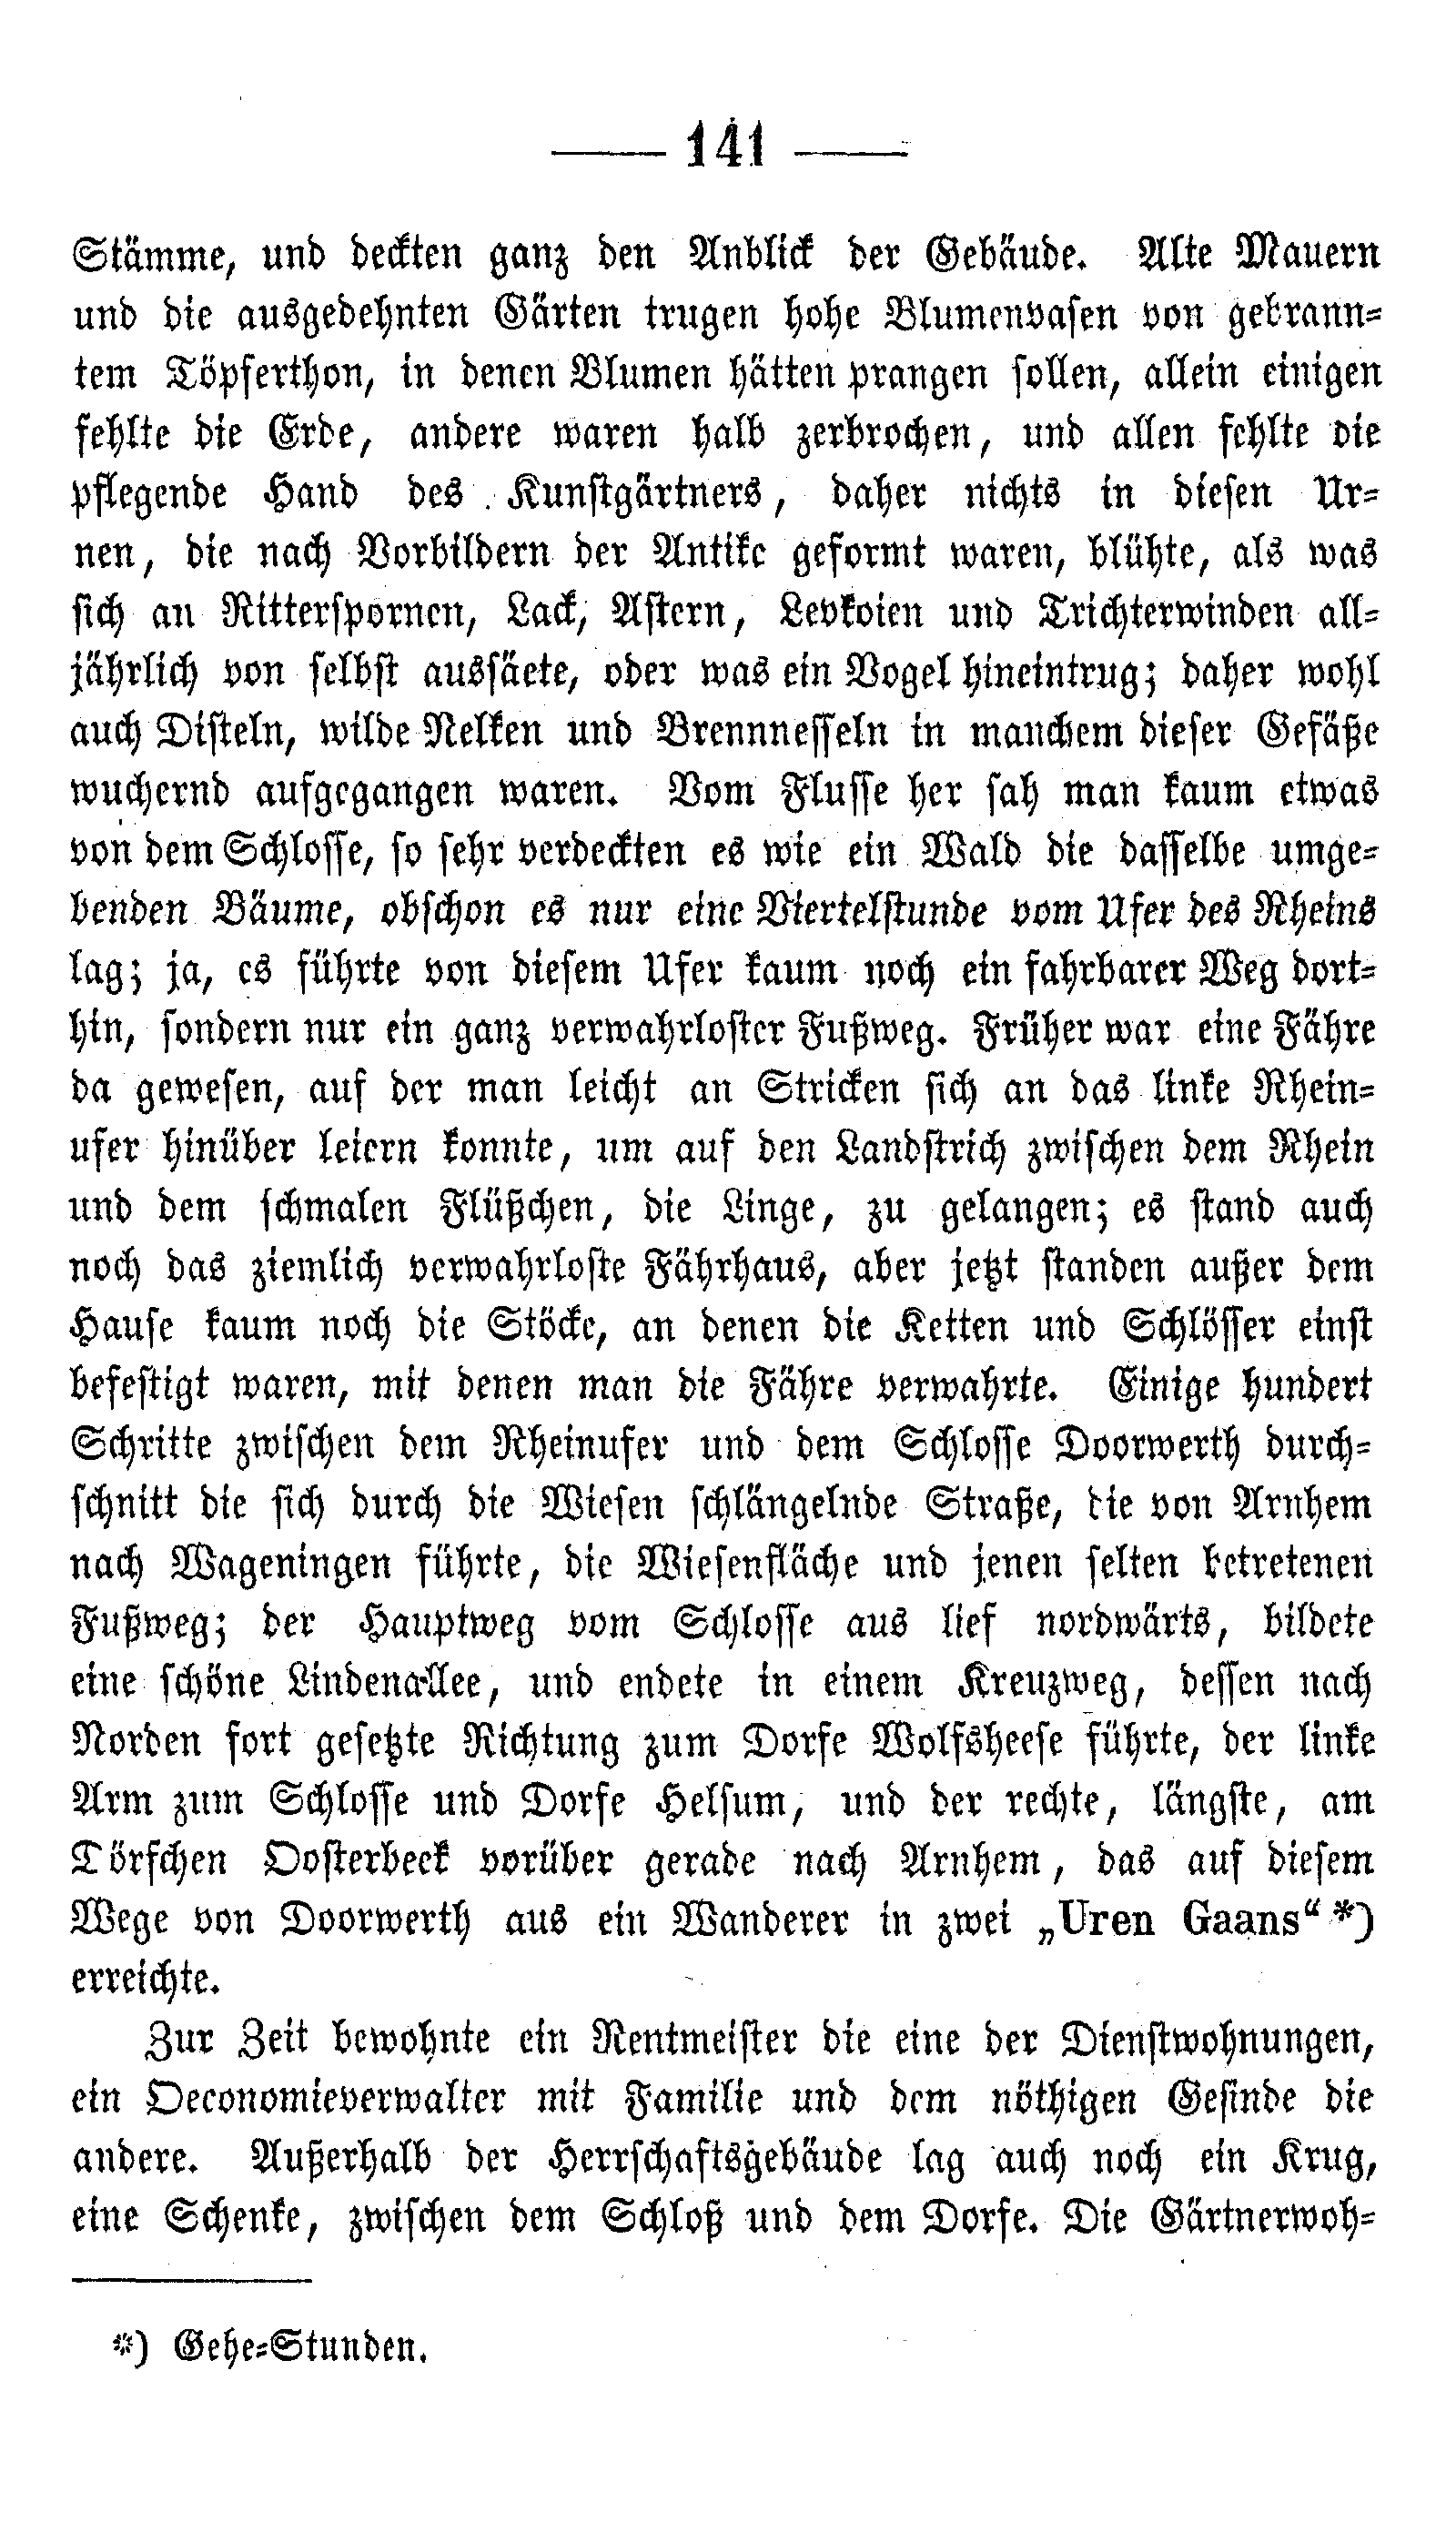 — 141 —
Stämme, und deckten ganz den Anblick der Gebäude. Alte Mauern
und die ausgedehnten Gärten trugen hohe Blumenvasen von gebrann=
tem Töpferthon, in denen Blumen hätten prangen sollen, allein einigen
fehlte die Erde, andere waren halb zerbrochen, und allen fehlte die
pflegende Hand des Kunstgärtners, daher nichts in diesen Ur=
nen, die nach Vorbildern der Antike geformt waren, blühte, als was
sich an Ritterspornen, Lack, Astern, Levkoien und Trichterwinden all=
jährlich von selbst aussäete, oder was ein Vogel hineintrug; daher wohl
auch Disteln, wilde Nelken und Brennnesseln in manchem dieser Gefäße
wuchernd aufgegangen waren. Vom Flusse her sah man kaum etwas
von dem Schlosse, so sehr verdeckten es wie ein Wald die dasselbe umge=
benden Bäume, obschon es nur eine Viertelstunde vom Ufer des Rheins
lag; ja, es führte von diesem Ufer kaum noch ein fahrbarer Weg dort=
hin, sondern nur ein ganz verwahrloster Fußweg. Früher war eine Fähre
da gewesen, auf der man leicht an Stricken sich an das linke Rhein=
ufer hinüber leiern konnte, um auf den Landstrich zwischen dem Rhein
und dem schmalen Flüßchen, die Linge, zu gelangen; es stand auch
noch das ziemlich verwahrloste Fährhaus, aber jetzt standen außer dem
Hause kaum noch die Stöcke, an denen die Ketten und Schlösser einst
befestigt waren, mit denen man die Fähre verwahrte. Einige hundert
Schritte zwischen dem Rheinufer und dem Schlosse Doorwerth durch=
schnitt die sich durch die Wiesen schlängelnde Straße, die von Arnhem
nach Wageningen führte, die Wiesenfläche und jenen selten betretenen
Fußweg; der Hauptweg vom Schlosse aus lief nordwärts, bildete
eine schöne Lindenallee, und endete in einem Kreuzweg, dessen nach
Norden fort gesetzte Richtung zum Dorfe Wolfsheese führte, der linke
Arm zum Schlosse und Dorfe Helsum, und der rechte, längste, am
Törfchen Oosterbeek vorüber gerade nach Arnhem, das auf diesem
Wege von Doorwerth aus ein Wanderer in zwei „Uren Gaans“ *)
erreichte.
Zur Zeit bewohnte ein Rentmeister die eine der Dienstwohnungen,
ein Oeconomieverwalter mit Familie und dem nöthigen Gesinde die
andere. Außerhalb der Herrschaftsgebäude lag auch noch ein Krug,
eine Schenke, zwischen dem Schloß und dem Dorfe. Die Gärtnerwoh=
*) Gehe=Stunden.